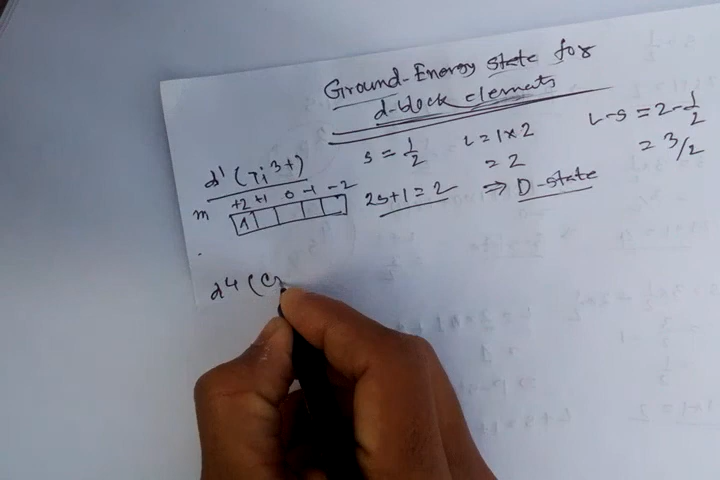 Ground-Energy state for
d-block elements
d¹ (Ti³⁺)
s = 1/2
L = 1×2
= 2
L-s = 2 - 1/2
= 3/2
m +2 +1 0 -1 -2
1
2s+1 = 2
⇒ D-state
d⁴ (C